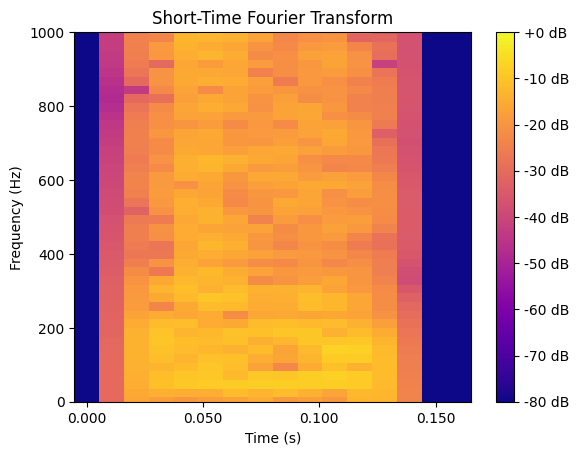 Short-Time Fourier Transform
1000
800
600
400
200
0
Frequency (Hz)
0.000
0.050
0.100
0.150
Time (s)
+0 dB
-10 dB
-20 dB
-30 dB
-40 dB
-50 dB
-60 dB
-70 dB
-80 dB